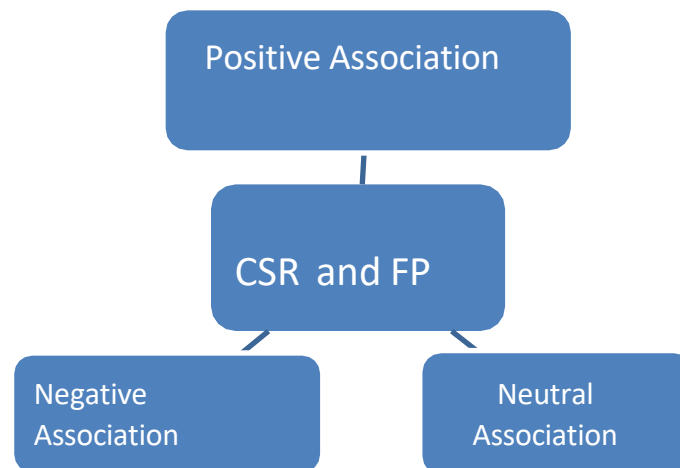 Positive Association
CSR and FP
Negative
Association
Neutral
Association